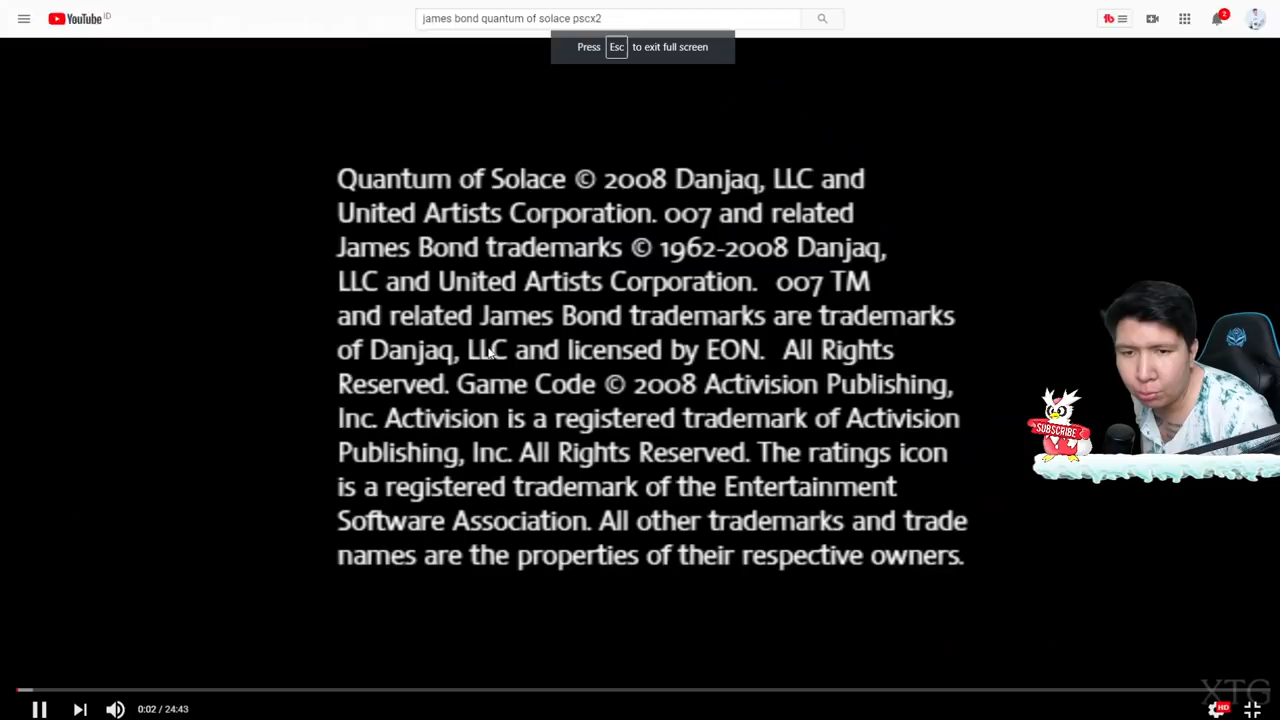 YouTube ID
james bond quantum of solace pscx2
tb
2
Press Esc to exit full screen
Quantum of Solace © 2008 Danjaq, LLC and
United Artists Corporation. 007 and related
James Bond trademarks © 1962-2008 Danjaq,
LLC and United Artists Corporation. 007 TM
and related James Bond trademarks are trademarks
of Danjaq, LLC and licensed by EON. All Rights
Reserved. Game Code © 2008 Activision Publishing,
Inc. Activision is a registered trademark of Activision
Publishing, Inc. All Rights Reserved. The ratings icon
is a registered trademark of the Entertainment
Software Association. All other trademarks and trade
names are the properties of their respective owners.
SUBSCRIBE
XTG
0:02 / 24:43
HD